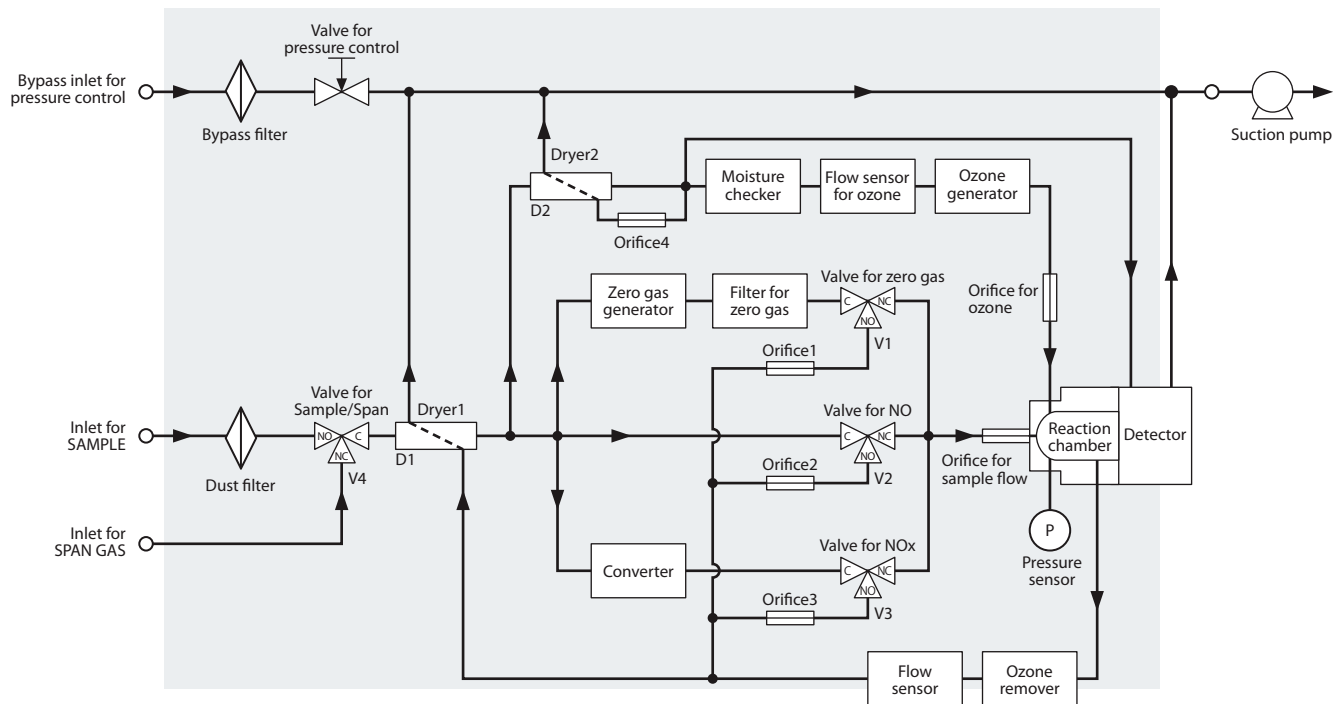 Valve for
pressure control
Bypass inlet for
pressure control
Bypass filter
Suction pump
Dryer2
D2
Orifice4
Moisture
checker
Flow sensor
for ozone
Ozone
generator
Zero gas
generator
Filter for
zero gas
Valve for zero gas
C
NC
NO
V1
Orifice for
ozone
Orifice1
Inlet for
SAMPLE
Dust filter
Valve for
Sample/Span
NO
C
NC
V4
Dryer1
D1
Valve for NO
C
NC
NO
V2
Orifice2
Orifice for
sample flow
Reaction
chamber
Detector
Inlet for
SPAN GAS
P
Pressure
sensor
Converter
Valve for NOx
C
NC
NO
V3
Orifice3
Flow
sensor
Ozone
remover